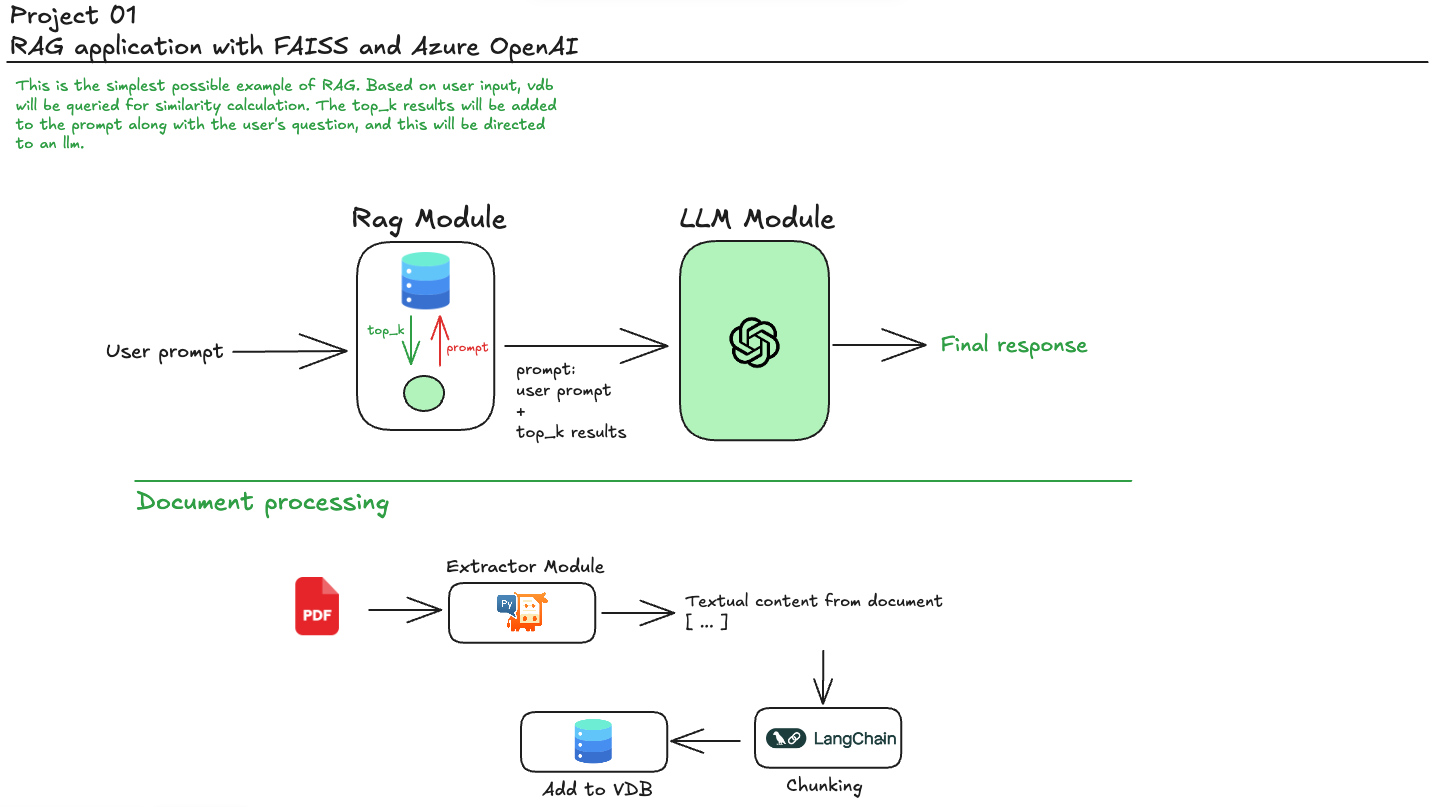 Project 01
RAG application with FAISS and Azure OpenAI
This is the simplest possible example of RAG. Based on user input, vdb
will be queried for similarity calculation. The top_k results will be added
to the prompt along with the user's question, and this will be directed
to an llm.
Rag Module
LLM Module
top_k
prompt
User prompt
Final response
prompt:
user prompt
+
top_k results
Document processing
Extractor Module
PDF
Py
Textual content from document
[ ... ]
LangChain
Add to VDB
Chunking